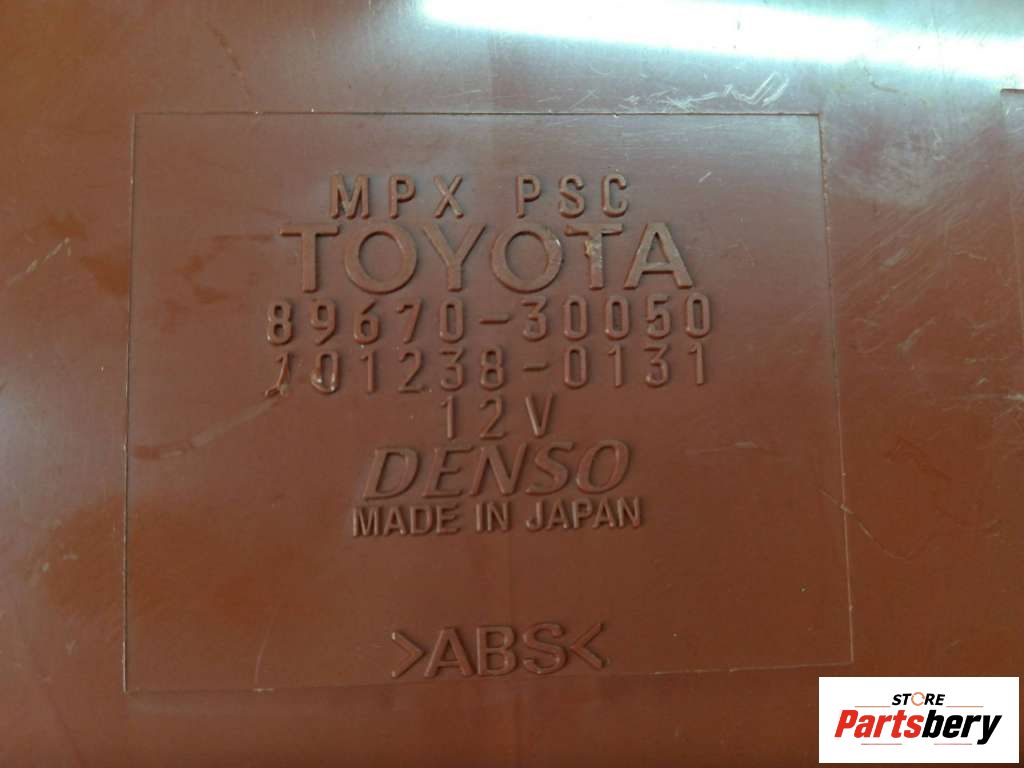 MPX PSC
TOYOTA
89670-30050
101238-0131
12V
DENSO
MADE IN JAPAN
>ABS<
STORE
Partsbery